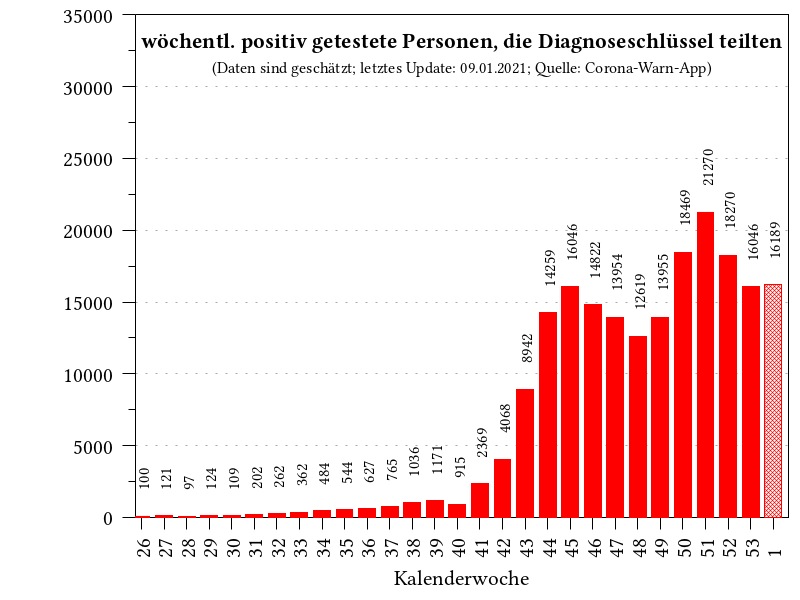 wöchentl. positiv getestete Personen, die Diagnoseschlüssel teilten
(Daten sind geschätzt; letztes Update: 09.01.2021; Quelle: Corona-Warn-App)
35000
30000
25000
20000
15000
10000
5000
0
100 121 97 124 109 202 262 362 484 544 627 765 1036 1171 915 2369 4068 8942 14259 16046 14822 13954 12619 13955 18469 21270 18270 16046 16189
26 27 28 29 30 31 32 33 34 35 36 37 38 39 40 41 42 43 44 45 46 47 48 49 50 51 52 53 1
Kalenderwoche